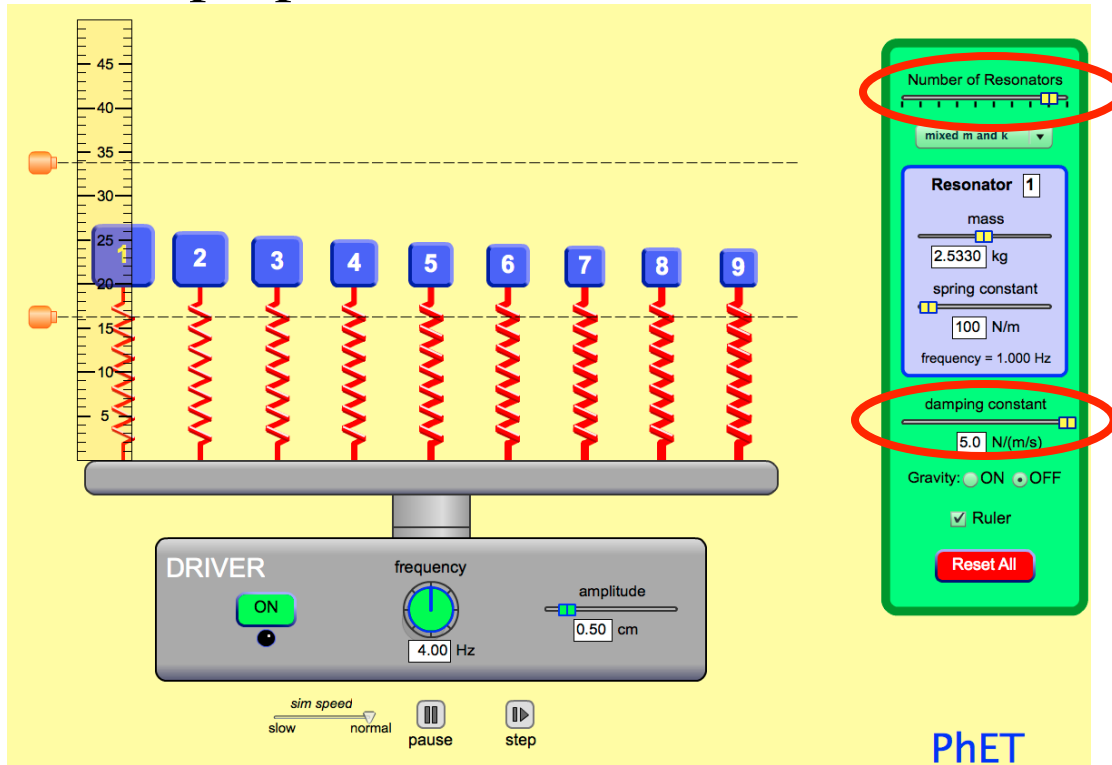 45
40
35
30
25
20
15
10
5
1 2 3 4 5 6 7 8 9
DRIVER
ON
frequency
4.00 Hz
amplitude
0.50 cm
sim speed
slow normal
pause
step
Number of Resonators
mixed m and k
Resonator 1
mass
2.5330 kg
spring constant
100 N/m
frequency = 1.000 Hz
damping constant
5.0 N/(m/s)
Gravity: ON OFF
Ruler
Reset All
PhET